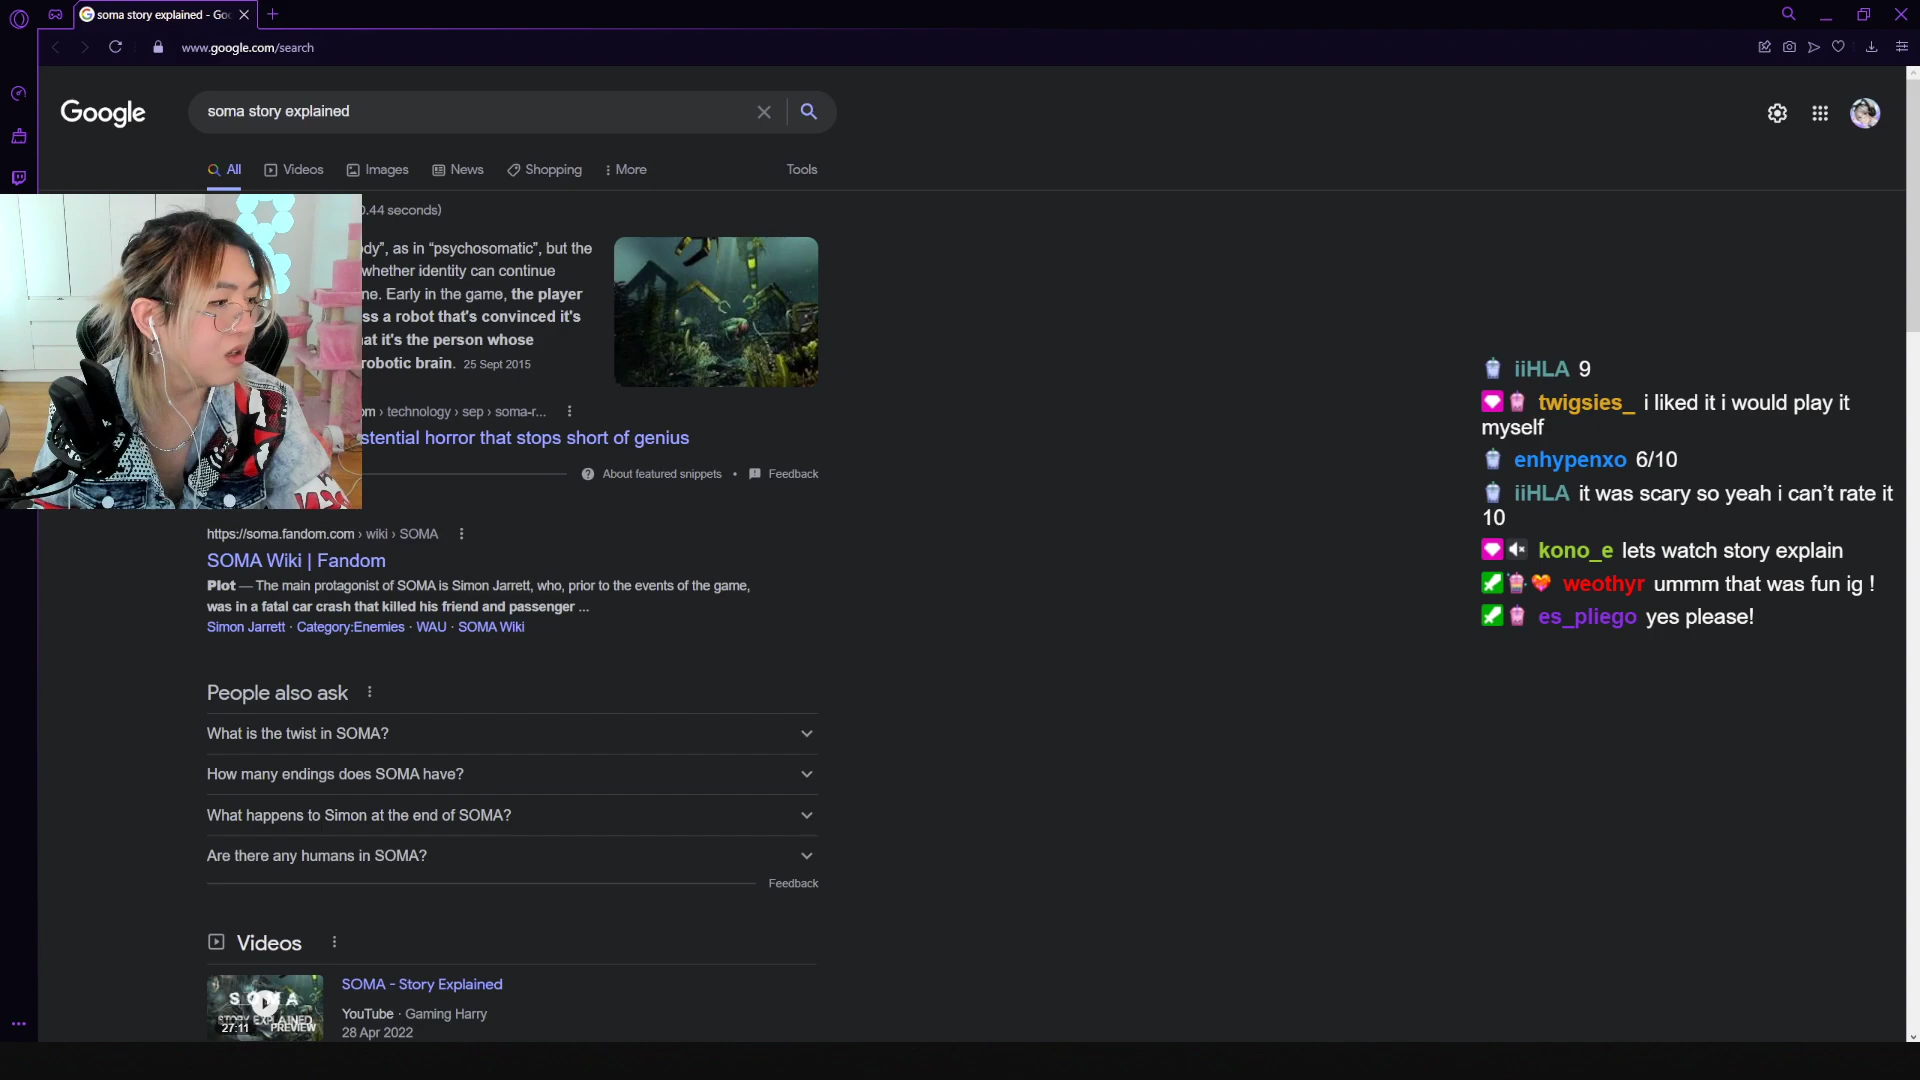 soma story explained - Go
www.google.com/search
Google
soma story explained
All
Videos
Images
News
Shopping
More
Tools
0.44 seconds)
dy”, as in “psychosomatic”, but the
whether identity can continue
ne. Early in the game, the player
ss a robot that's convinced it's
at it's the person whose
robotic brain. 25 Sept 2015
om › technology › sep › soma-r...
stential horror that stops short of genius
About featured snippets • Feedback
https://soma.fandom.com › wiki › SOMA
SOMA Wiki | Fandom
Plot — The main protagonist of SOMA is Simon Jarrett, who, prior to the events of the game,
was in a fatal car crash that killed his friend and passenger ...
Simon Jarrett · Category:Enemies · WAU · SOMA Wiki
People also ask
What is the twist in SOMA?
How many endings does SOMA have?
What happens to Simon at the end of SOMA?
Are there any humans in SOMA?
Feedback
Videos
SOMA
STORY EXPLAINED
27:11
PREVIEW
SOMA - Story Explained
YouTube · Gaming Harry
28 Apr 2022
iiHLA 9
twigsies_ i liked it i would play it
myself
enhypenxo 6/10
iiHLA it was scary so yeah i can’t rate it
10
kono_e lets watch story explain
weothyr ummm that was fun ig !
es_pliego yes please!